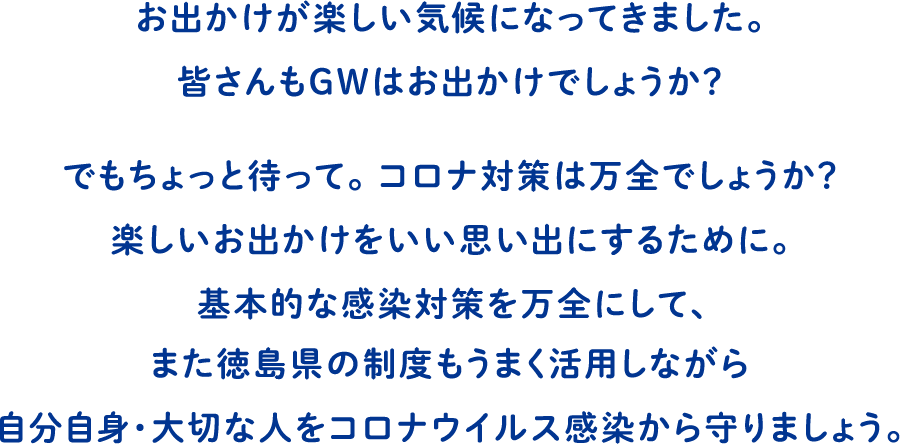 お出かけが楽しい気候になってきました。
皆さんもGWはお出かけでしょうか?
でもちょっと待って。コロナ対策は万全でしょうか?
楽しいお出かけをいい思い出にするために。
基本的な感染対策を万全にして、
また徳島県の制度もうまく活用しながら
自分自身・大切な人をコロナウイルス感染から守りましょう。